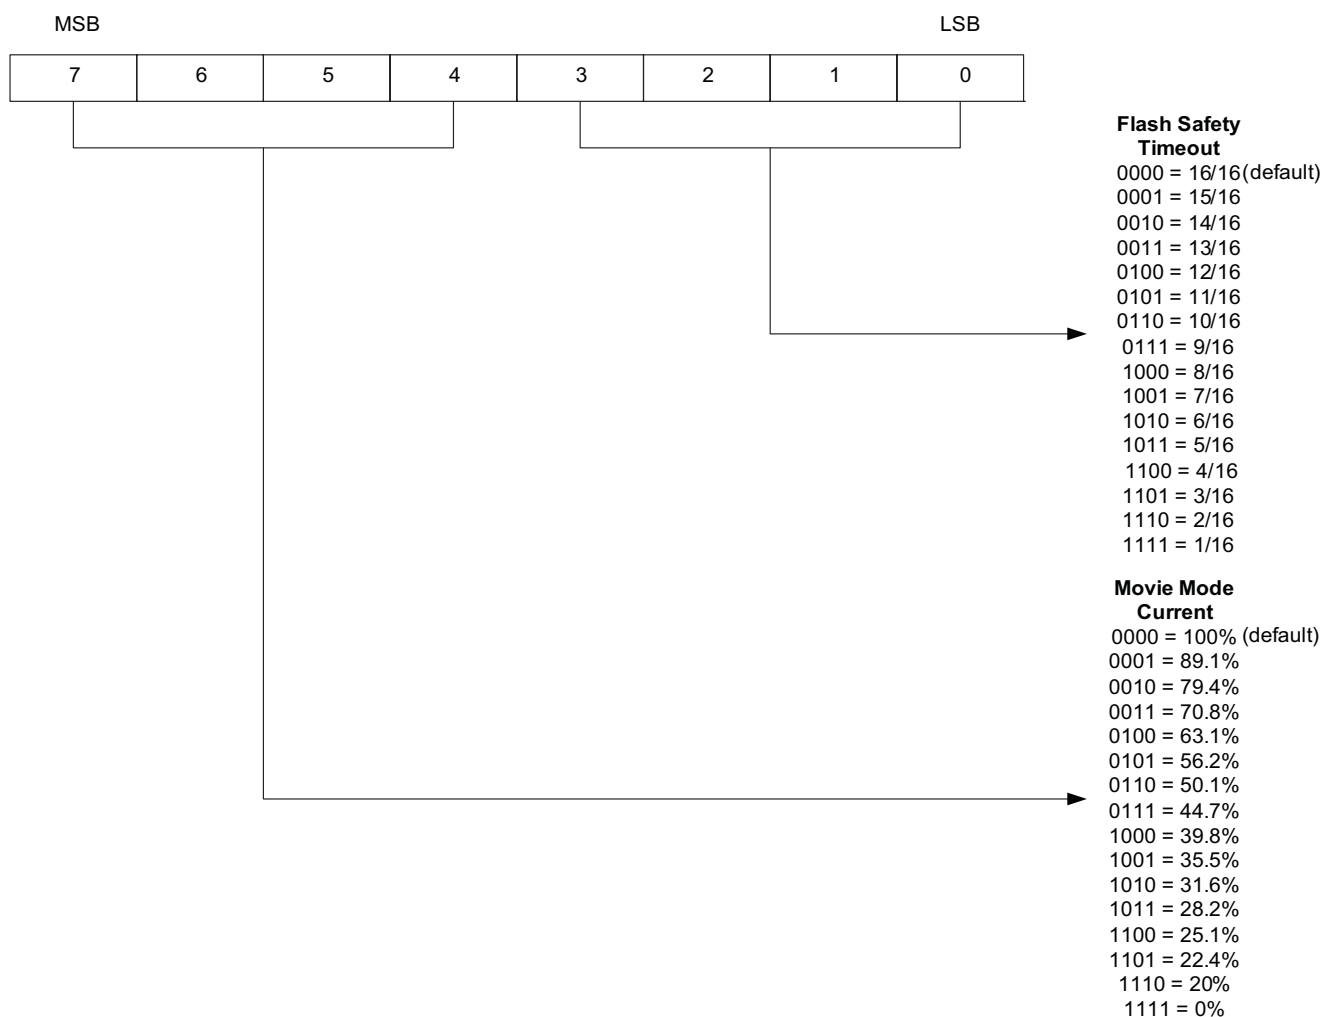 MSB LSB
7 6 5 4 3 2 1 0
Flash Safety
Timeout
0000 = 16/16(default)
0001 = 15/16
0010 = 14/16
0011 = 13/16
0100 = 12/16
0101 = 11/16
0110 = 10/16
0111 = 9/16
1000 = 8/16
1001 = 7/16
1010 = 6/16
1011 = 5/16
1100 = 4/16
1101 = 3/16
1110 = 2/16
1111 = 1/16
Movie Mode
Current
0000 = 100% (default)
0001 = 89.1%
0010 = 79.4%
0011 = 70.8%
0100 = 63.1%
0101 = 56.2%
0110 = 50.1%
0111 = 44.7%
1000 = 39.8%
1001 = 35.5%
1010 = 31.6%
1011 = 28.2%
1100 = 25.1%
1101 = 22.4%
1110 = 20%
1111 = 0%